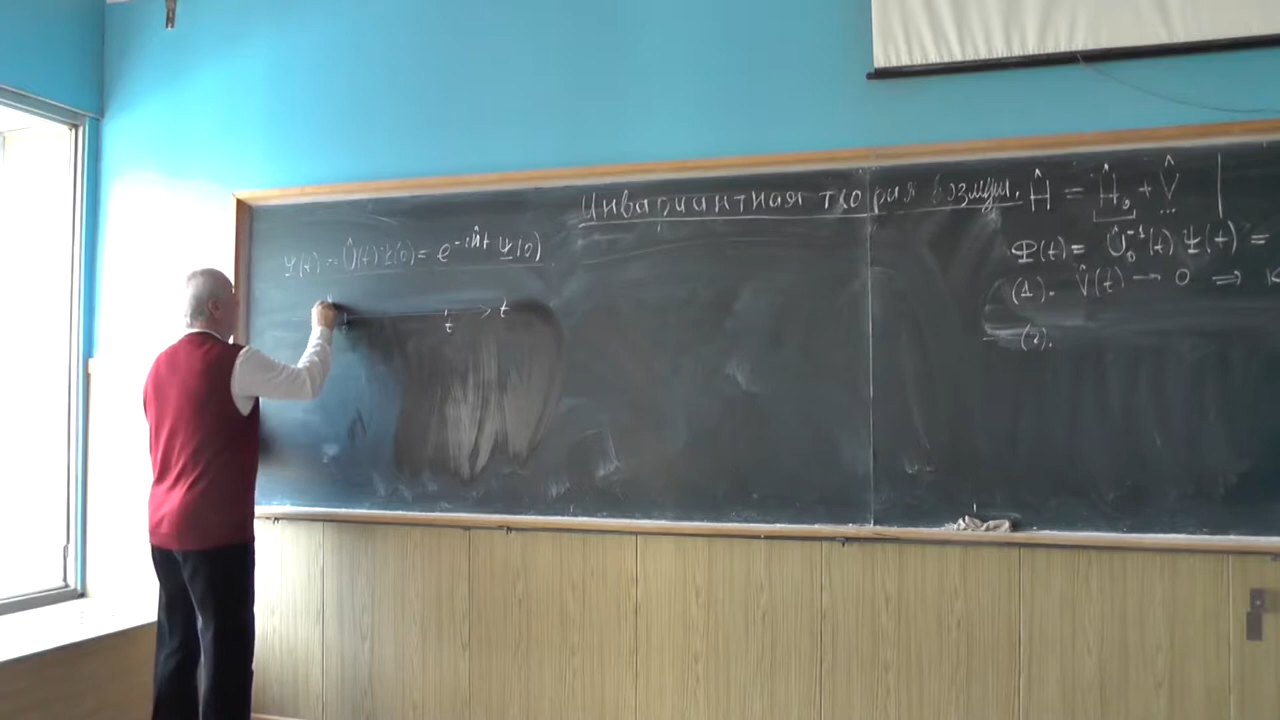 Инвариантная теория возмущ.
Ψ(t) = Û(t)Ψ(0) = e^{-iĤt} Ψ(0)
t
t
Ĥ = Ĥ₀ + V̂
Φ(t) = Û₀⁻¹(t) Ψ(t) =
(1). V̂(t) → 0 ⇒
(2).